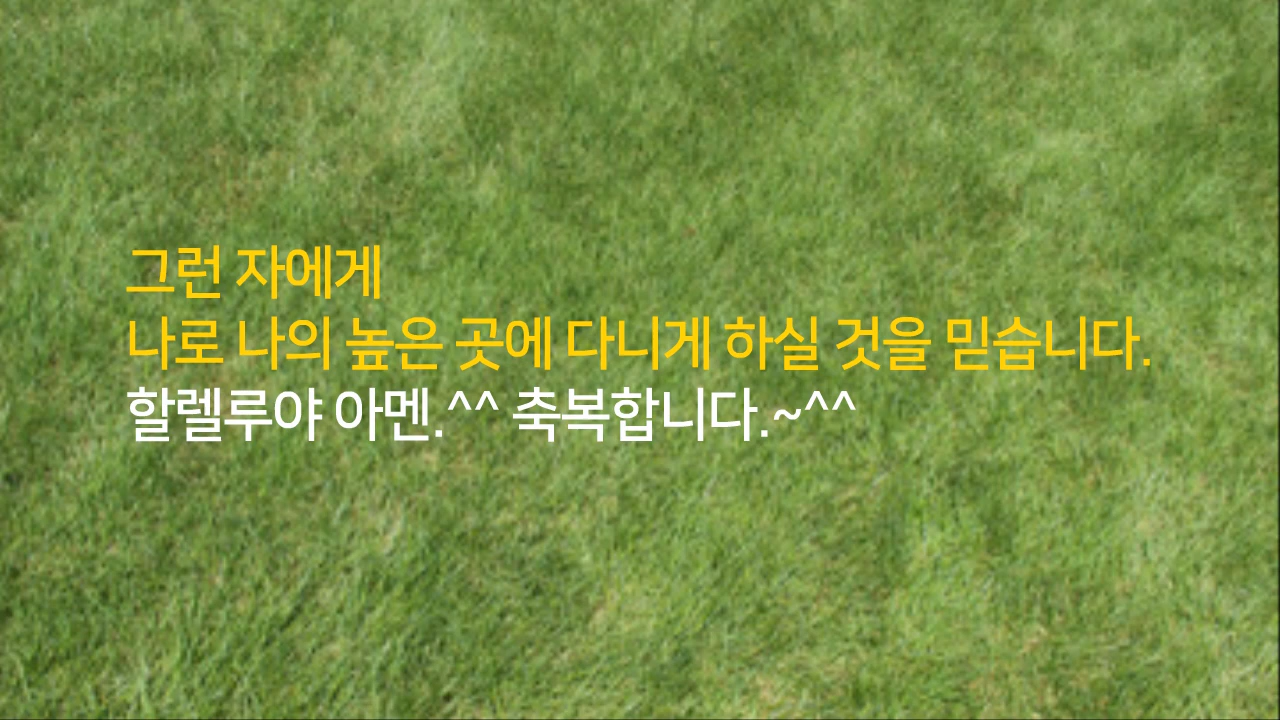 그런 자에게
나로 나의 높은 곳에 다니게 하실 것을 믿습니다.
할렐루야 아멘.^^ 축복합니다.~^^